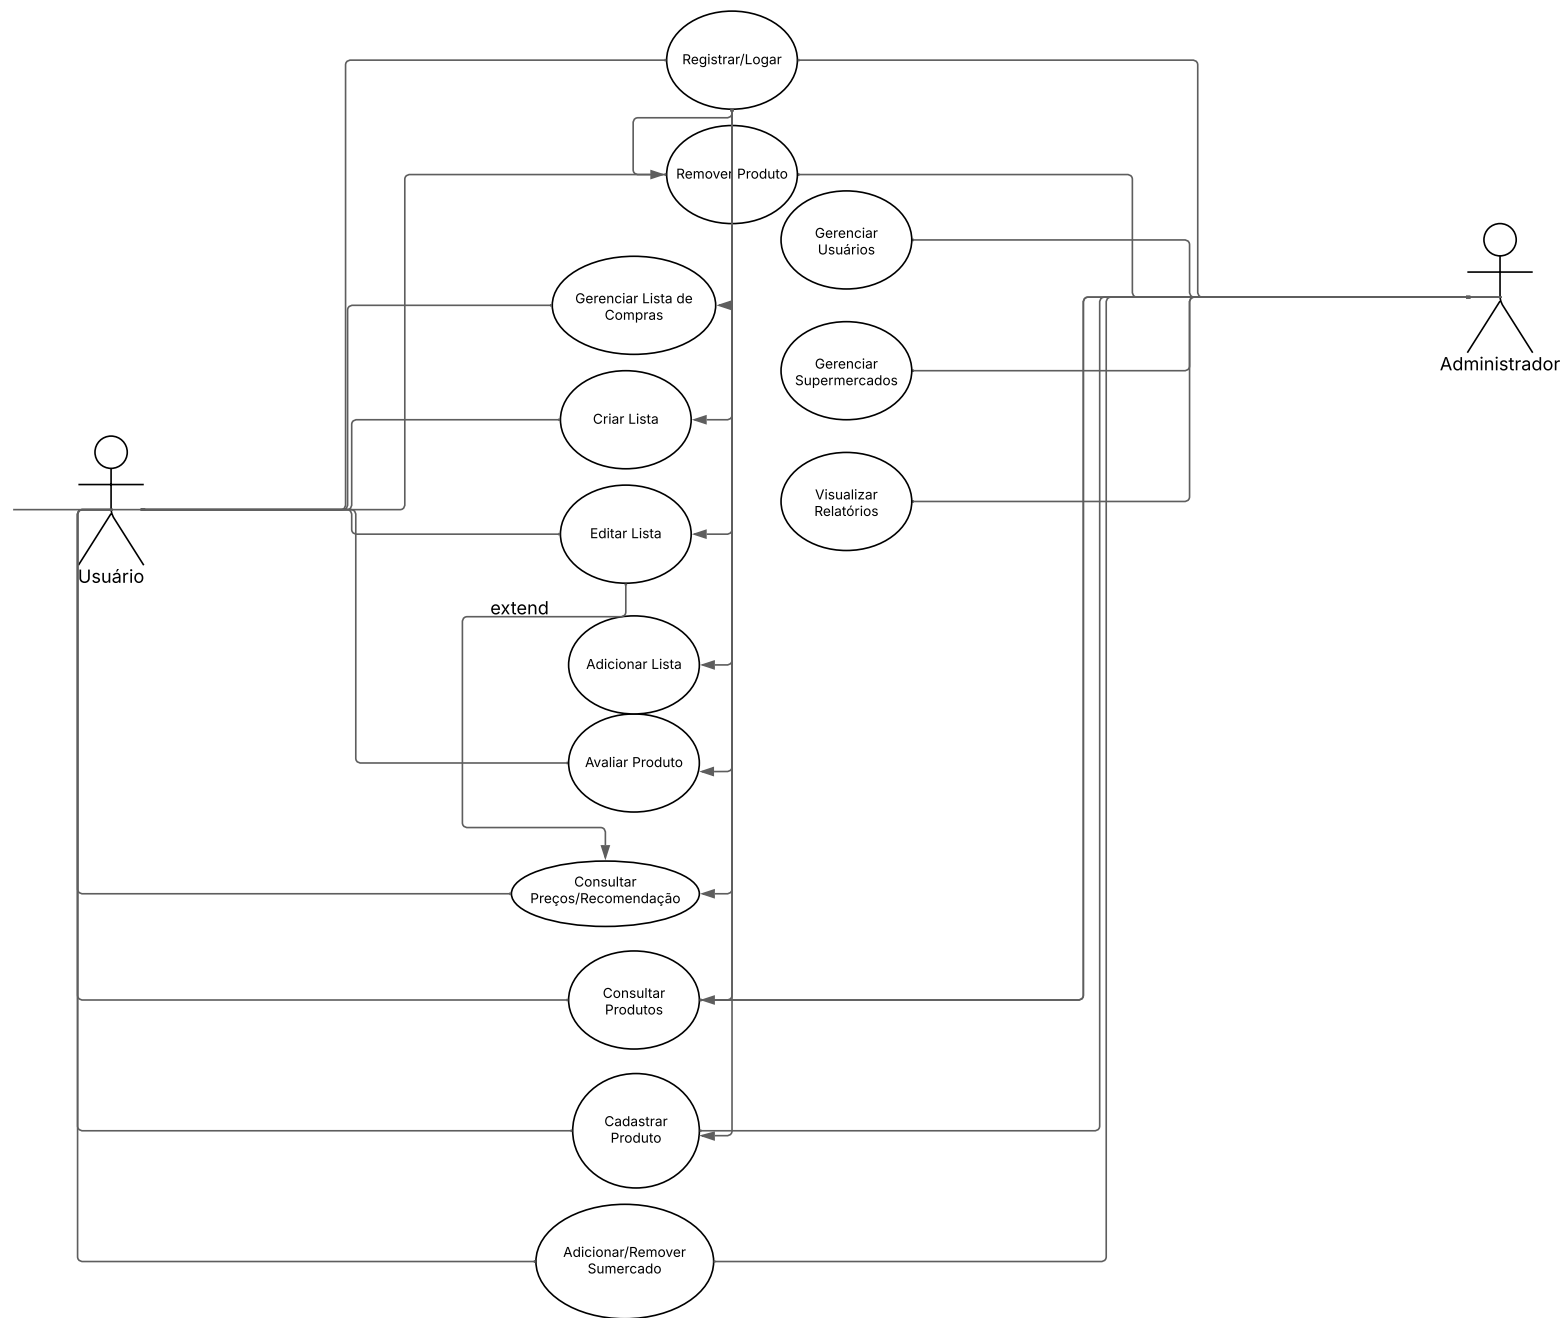 Registrar/Logar
Remover Produto
Gerenciar
Usuários
Gerenciar Lista de
Compras
Gerenciar
Supermercados
Administrador
Criar Lista
Visualizar
Relatórios
Editar Lista
Usuário
extend
Adicionar Lista
Avaliar Produto
Consultar
Preços/Recomendação
Consultar
Produtos
Cadastrar
Produto
Adicionar/Remover
Sumercado